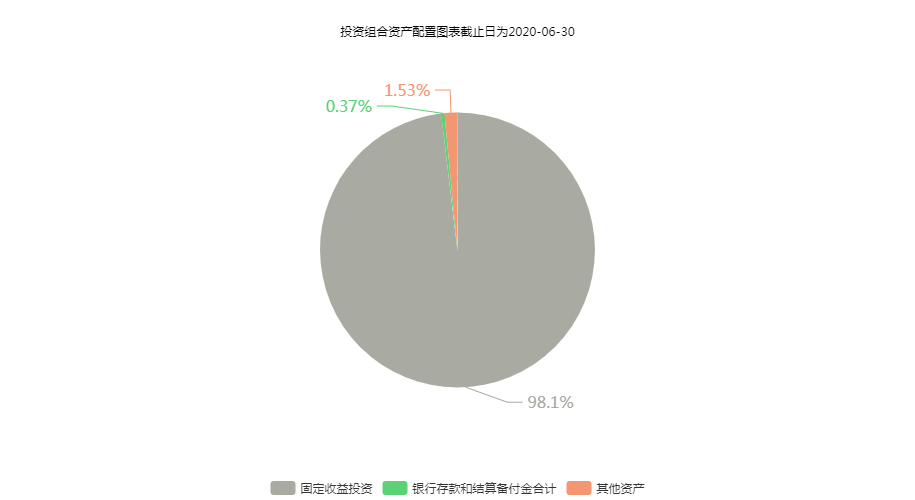 投资组合资产配置图表截止日为2020-06-30
1.53%
0.37%
98.1%
固定收益投资 银行存款和结算备付金合计 其他资产